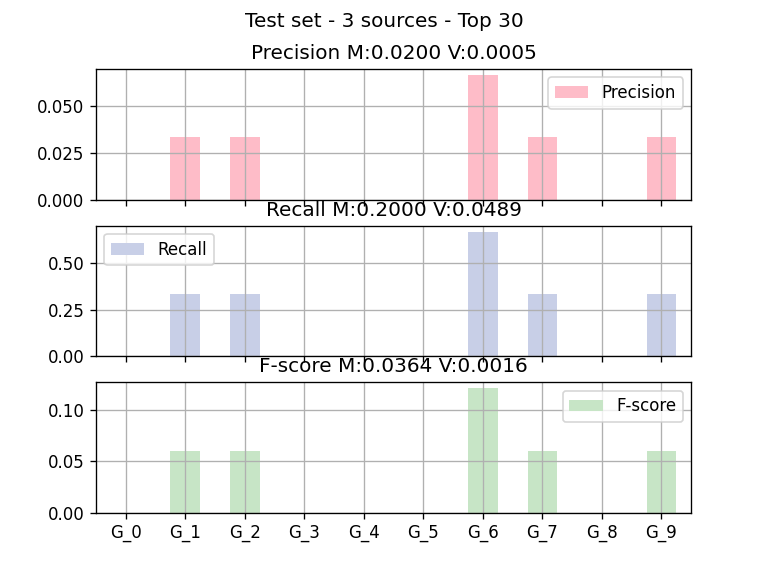 Test set - 3 sources - Top 30
Precision M:0.0200 V:0.0005
0.050
0.025
0.000
Precision
Recall M:0.2000 V:0.0489
0.50
0.25
0.00
Recall
F-score M:0.0364 V:0.0016
0.10
0.05
0.00
F-score
G_0 G_1 G_2 G_3 G_4 G_5 G_6 G_7 G_8 G_9